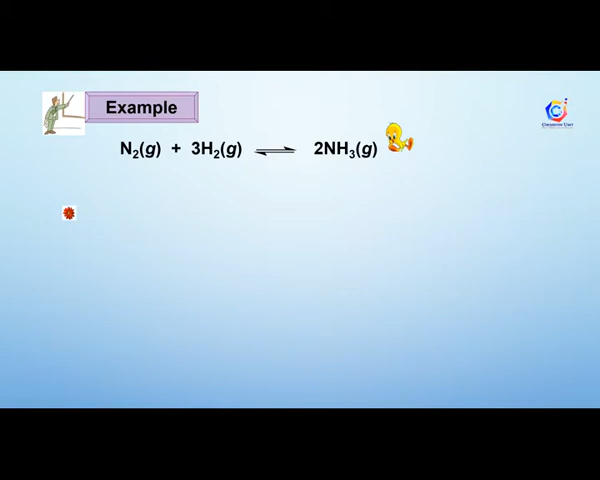 Example
N₂(g) + 3H₂(g) ⇌ 2NH₃(g)